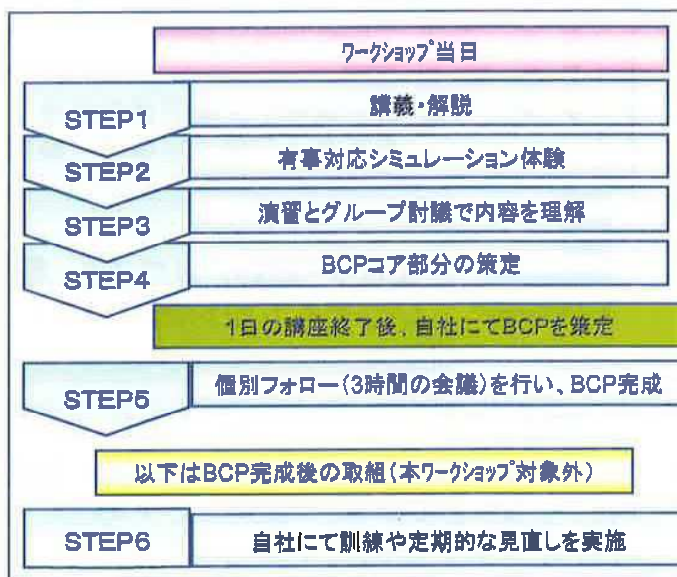 ワークショップ当日
STEP1 講義・解説
STEP2 有事対応シミュレーション体験
STEP3 演習とグループ討議で内容を理解
STEP4 BCPコア部分の策定
1日の講座終了後、自社にてBCPを策定
STEP5 個別フォロー(3時間の会議)を行い、BCP完成
以下はBCP完成後の取組(本ワークショップ対象外)
STEP6 自社にて訓練や定期的な見直しを実施